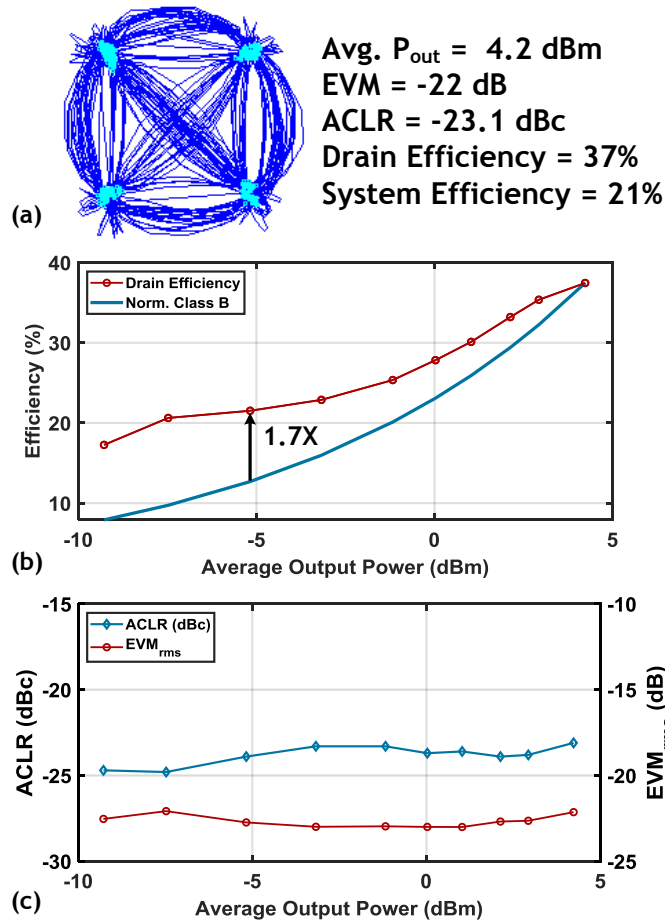 Avg. Pout = 4.2 dBm
EVM = -22 dB
ACLR = -23.1 dBc
Drain Efficiency = 37%
System Efficiency = 21%
(a)
40
30
20
10
Efficiency (%)
Drain Efficiency
Norm. Class B
1.7X
-10
-5
0
5
Average Output Power (dBm)
(b)
-15
-20
-25
-30
ACLR (dBc)
ACLR (dBc)
EVMrms
-10
-15
-20
-25
EVMrms (dB)
-10
-5
0
5
Average Output Power (dBm)
(c)